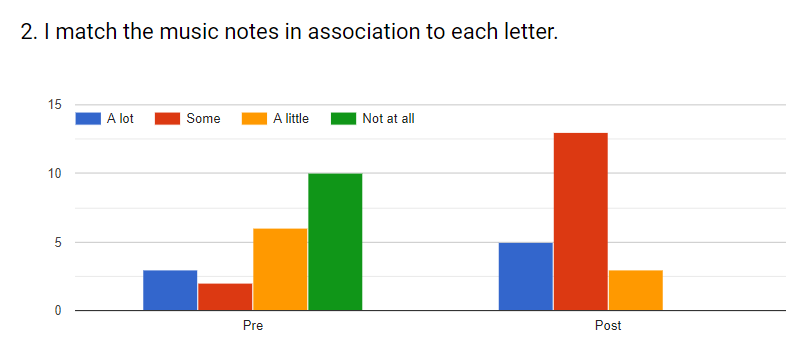 2. I match the music notes in association to each letter.
15
A lot Some A little Not at all
10
5
0
Pre Post